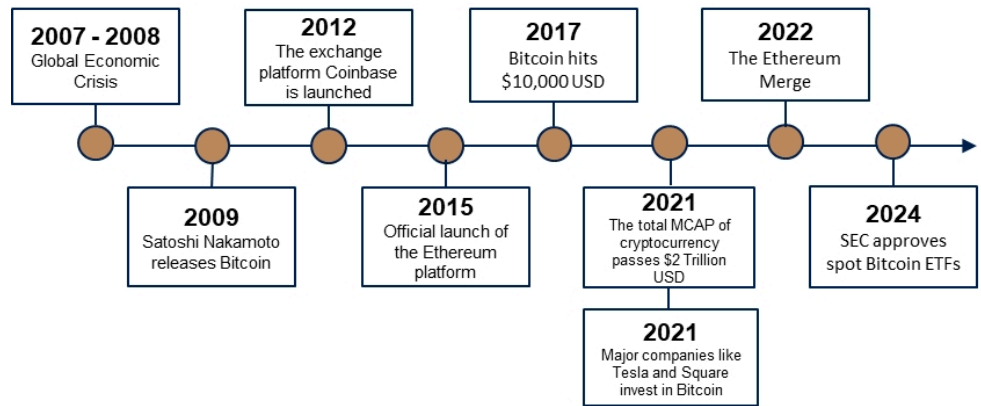 2007 - 2008
Global Economic
Crisis
2009
Satoshi Nakamoto
releases Bitcoin
2012
The exchange
platform Coinbase
is launched
2015
Official launch of
the Ethereum
platform
2017
Bitcoin hits
$10,000 USD
2021
The total MCAP of
cryptocurrency
passes $2 Trillion
USD
2021
Major companies like
Tesla and Square
invest in Bitcoin
2022
The Ethereum
Merge
2024
SEC approves
spot Bitcoin ETFs